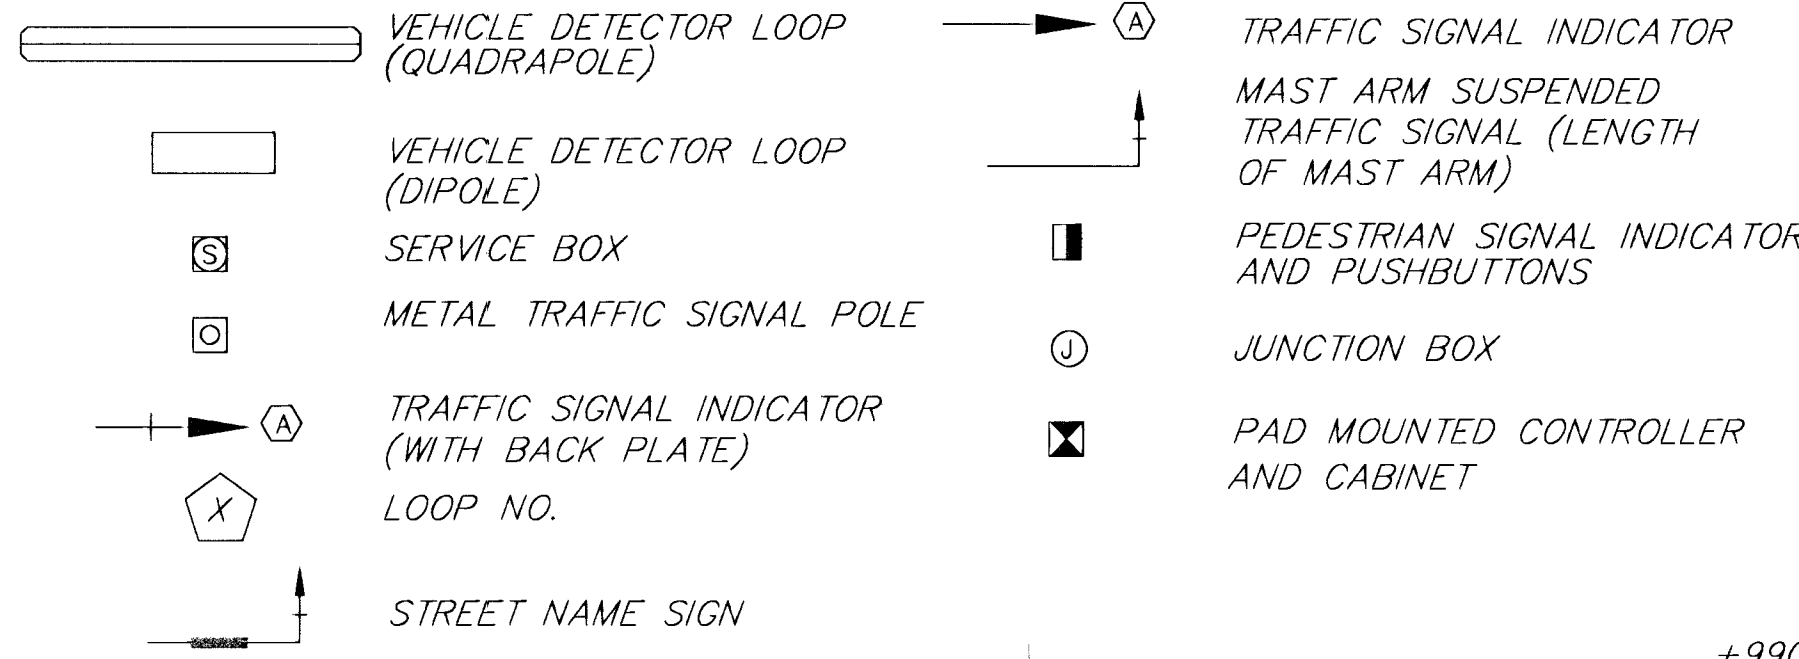 VEHICLE DETECTOR LOOP
(QUADRAPOLE)
VEHICLE DETECTOR LOOP
(DIPOLE)
S
SERVICE BOX
METAL TRAFFIC SIGNAL POLE
A
TRAFFIC SIGNAL INDICATOR
(WITH BACK PLATE)
X
LOOP NO.
STREET NAME SIGN
A
TRAFFIC SIGNAL INDICATOR
MAST ARM SUSPENDED
TRAFFIC SIGNAL (LENGTH
OF MAST ARM)
PEDESTRIAN SIGNAL INDICATOR
AND PUSHBUTTONS
J
JUNCTION BOX
PAD MOUNTED CONTROLLER
AND CABINET